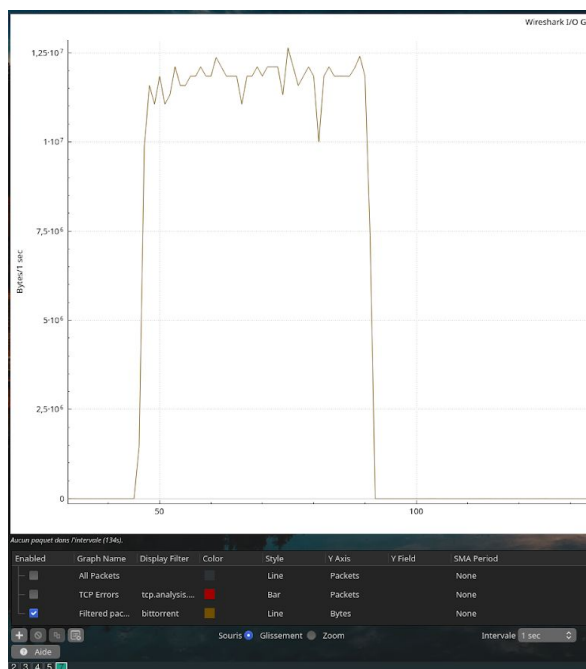 Wireshark I/O G
1,25·10⁷
1·10⁷
7,5·10⁶
5·10⁶
2,5·10⁶
0
Bytes/1 sec
50 100
Aucun paquet dans l'intervale (134s).
Enabled Graph Name Display Filter Color Style Y Axis Y Field SMA Period
All Packets Line Packets None
TCP Errors tcp.analysis.... Bar Packets None
Filtered pac... bittorrent Line Bytes None
Souris Glissement Zoom Intervale 1 sec
Aide
2 3 4 5 7